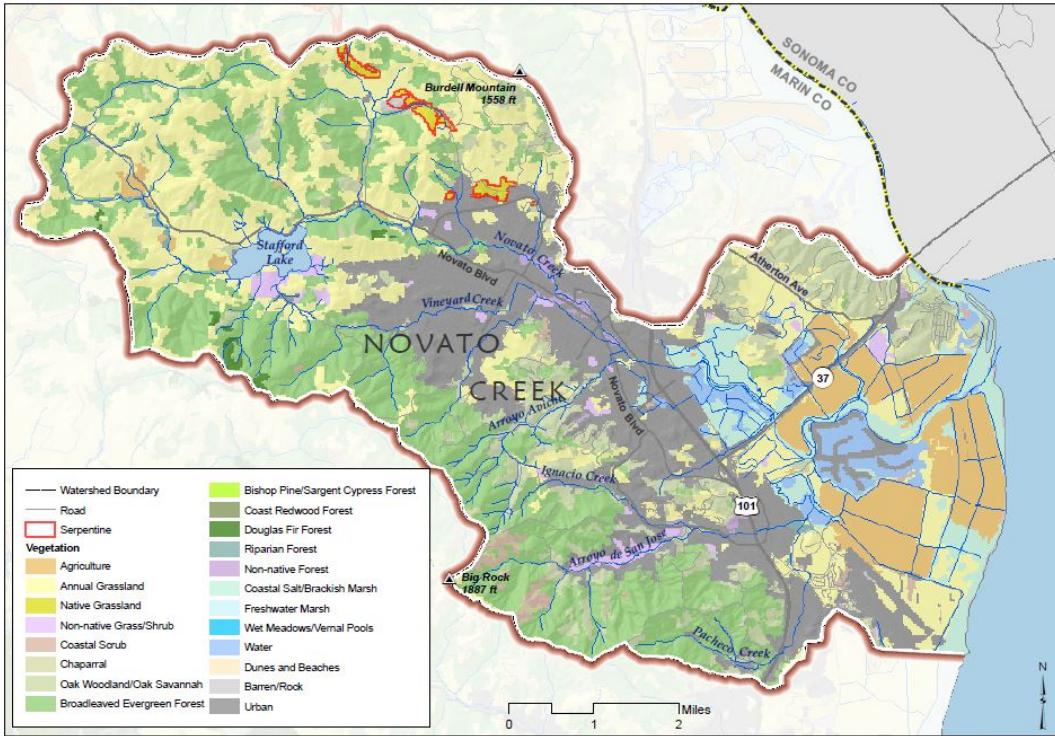 SONOMA CO
MARIN CO
Burdell Mountain
1558 ft
Stafford
Lake
Novato Creek
Novato Blvd
Vineyard Creek
Atherton Ave
NOVATO
CREEK
37
Novato Blvd
Arroyo Avichi
Ignacio Creek
101
Arroyo de San Jose
Big Rock
1887 ft
Pacheco Creek
Watershed Boundary
Road
Serpentine
Vegetation
Agriculture
Annual Grassland
Native Grassland
Non-native Grass/Shrub
Coastal Scrub
Chaparral
Oak Woodland/Oak Savannah
Broadleaved Evergreen Forest
Bishop Pine/Sargent Cypress Forest
Coast Redwood Forest
Douglas Fir Forest
Riparian Forest
Non-native Forest
Coastal Salt/Brackish Marsh
Freshwater Marsh
Wet Meadows/Vernal Pools
Water
Dunes and Beaches
Barren/Rock
Urban
Miles
0 1 2
N